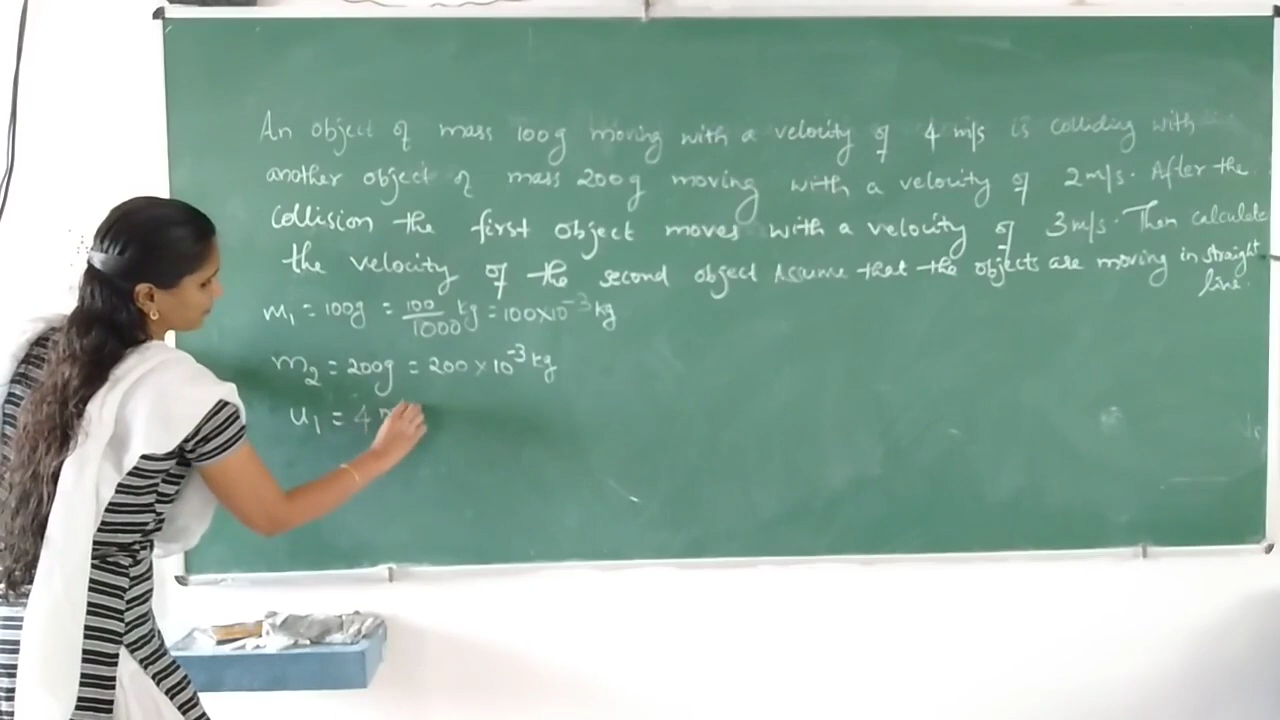 An object of mass 100g moving with a velocity of 4 m/s is colliding with
another object of mass 200g moving with a velocity of 2m/s. After the
Collision the first object moves with a velocity of 3m/s. Then calculate
the velocity of the second object Assume that the objects are moving in straight
line.
m₁ = 100g = 100/1000 kg = 100×10⁻³ kg
m₂ = 200g = 200 × 10⁻³ kg
u₁ = 4 m